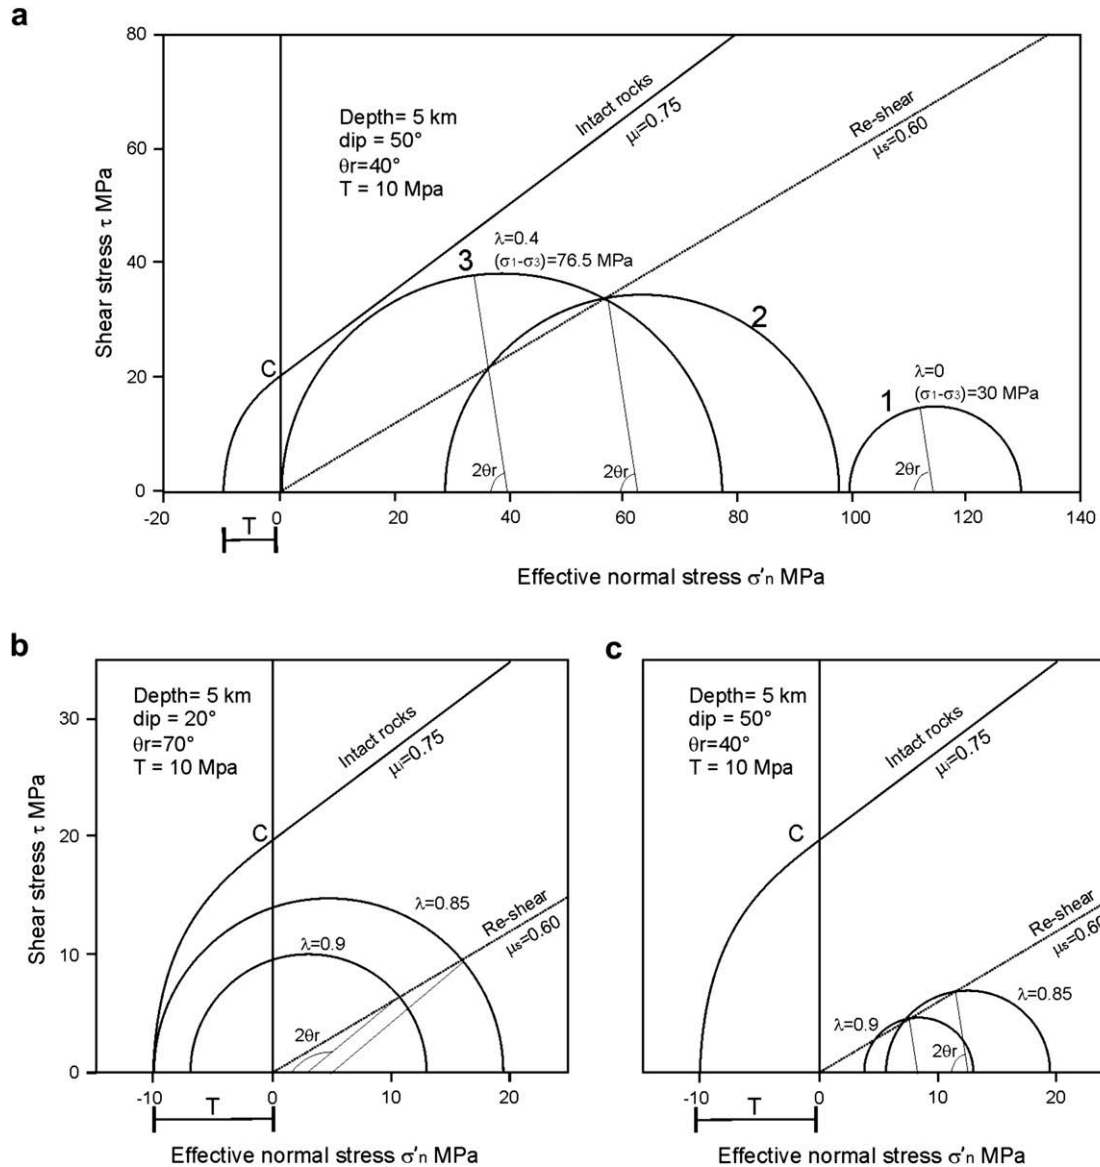 a
80
60
40
20
0
Shear stress τ MPa
Depth= 5 km
dip = 50°
θr=40°
T = 10 Mpa
Intact rocks
μi=0.75
Re-shear
μs=0.60
C
3
λ=0.4
(σ1-σ3)=76.5 MPa
2
1
λ=0
(σ1-σ3)=30 MPa
2θr
2θr
2θr
-20
0
20
40
60
80
100
120
140
T
Effective normal stress σ'n MPa
b
30
20
10
0
Shear stress τ MPa
Depth= 5 km
dip = 20°
θr=70°
T = 10 Mpa
Intact rocks
μi=0.75
C
λ=0.85
λ=0.9
Re-shear
μs=0.60
2θr
-10
0
10
20
T
Effective normal stress σ'n MPa
c
Depth= 5 km
dip = 50°
θr=40°
T = 10 Mpa
Intact rocks
μi=0.75
C
Re-shear
μs=0.60
λ=0.85
λ=0.9
2θr
-10
0
10
20
T
Effective normal stress σ'n MPa